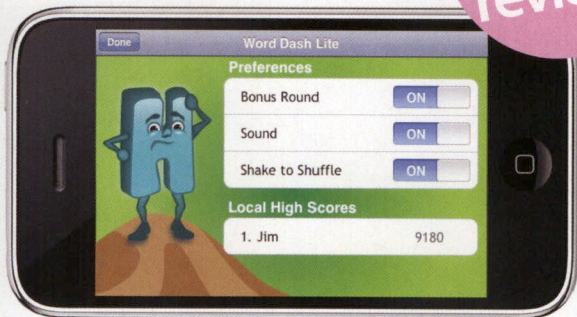 Done
Word Dash Lite
Preferences
Bonus Round ON
Sound ON
Shake to Shuffle ON
Local High Scores
1. Jim 9180